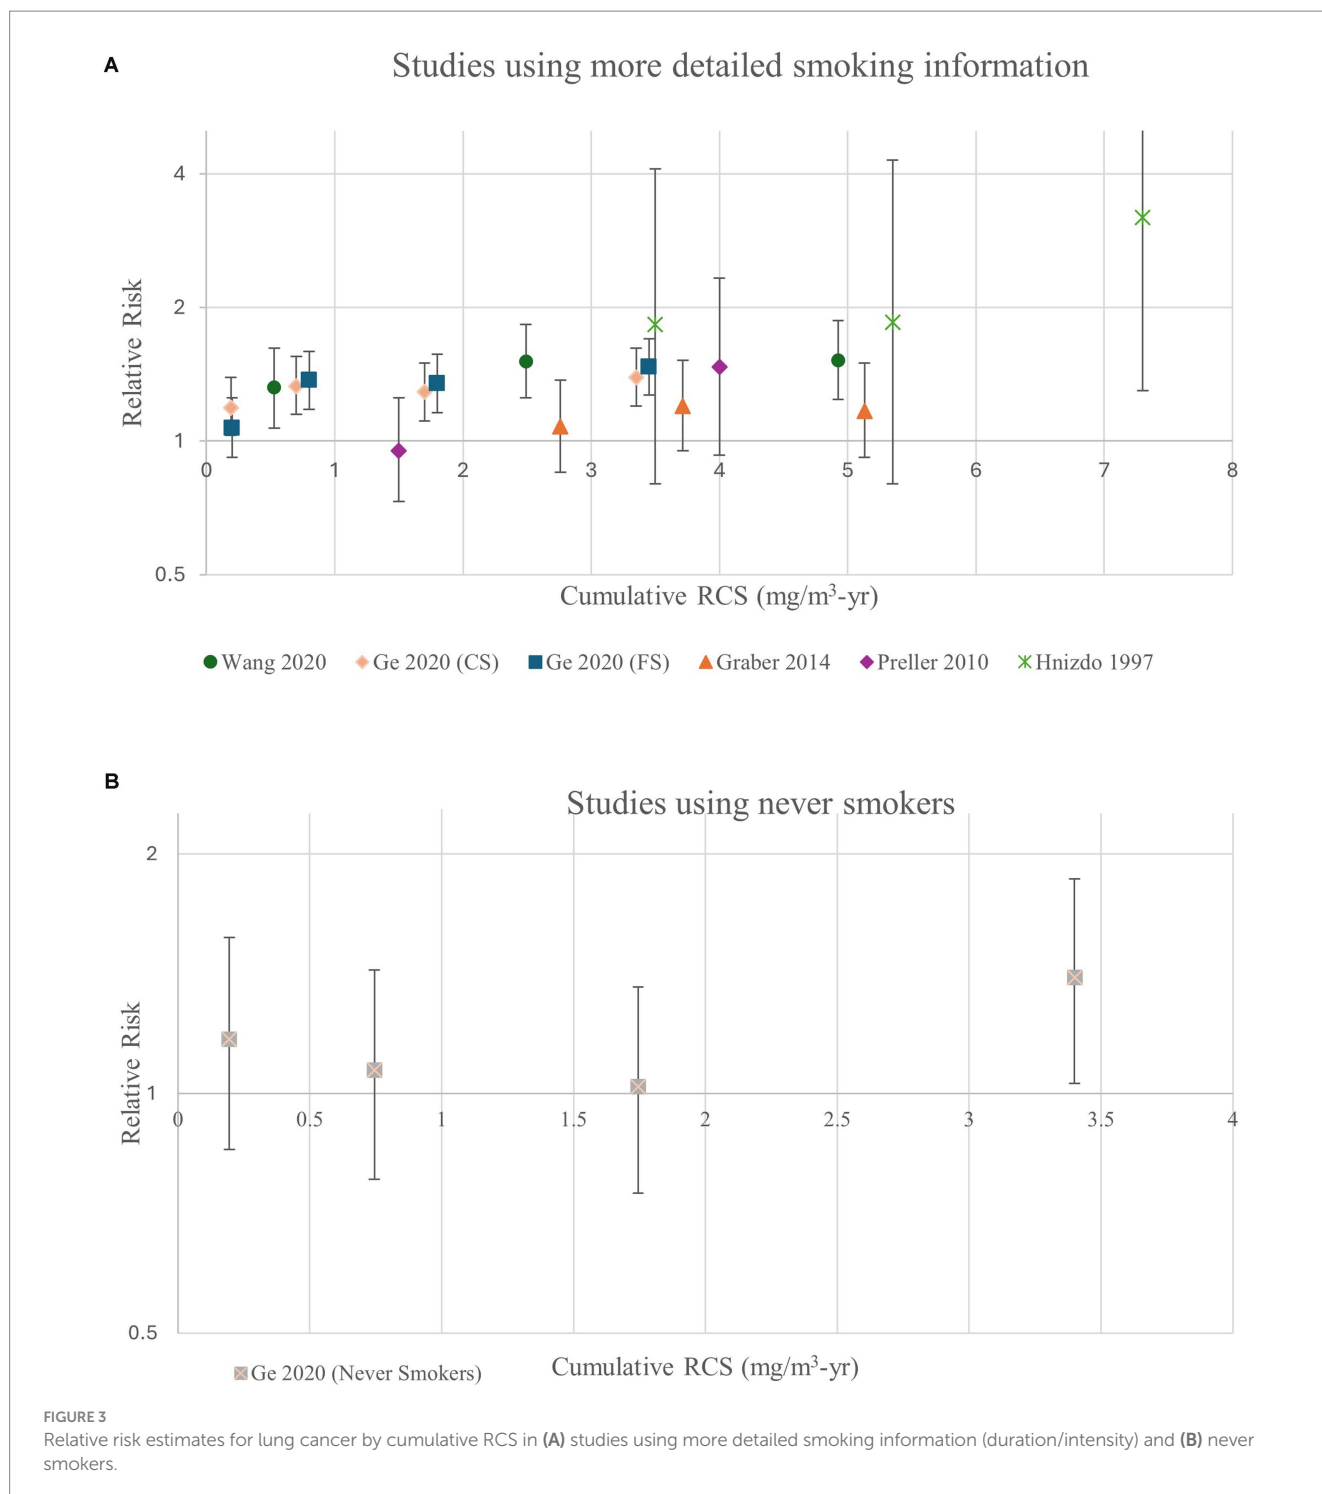 A
Studies using more detailed smoking information
4
2
1
0.5
Relative Risk
0 1 2 3 4 5 6 7 8
Cumulative RCS (mg/m³-yr)
Wang 2020 Ge 2020 (CS) Ge 2020 (FS) Graber 2014 Preller 2010 Hnizdo 1997
B
Studies using never smokers
2
1
0.5
Relative Risk
0 0.5 1 1.5 2 2.5 3 3.5 4
Cumulative RCS (mg/m³-yr)
Ge 2020 (Never Smokers)
FIGURE 3
Relative risk estimates for lung cancer by cumulative RCS in (A) studies using more detailed smoking information (duration/intensity) and (B) never
smokers.